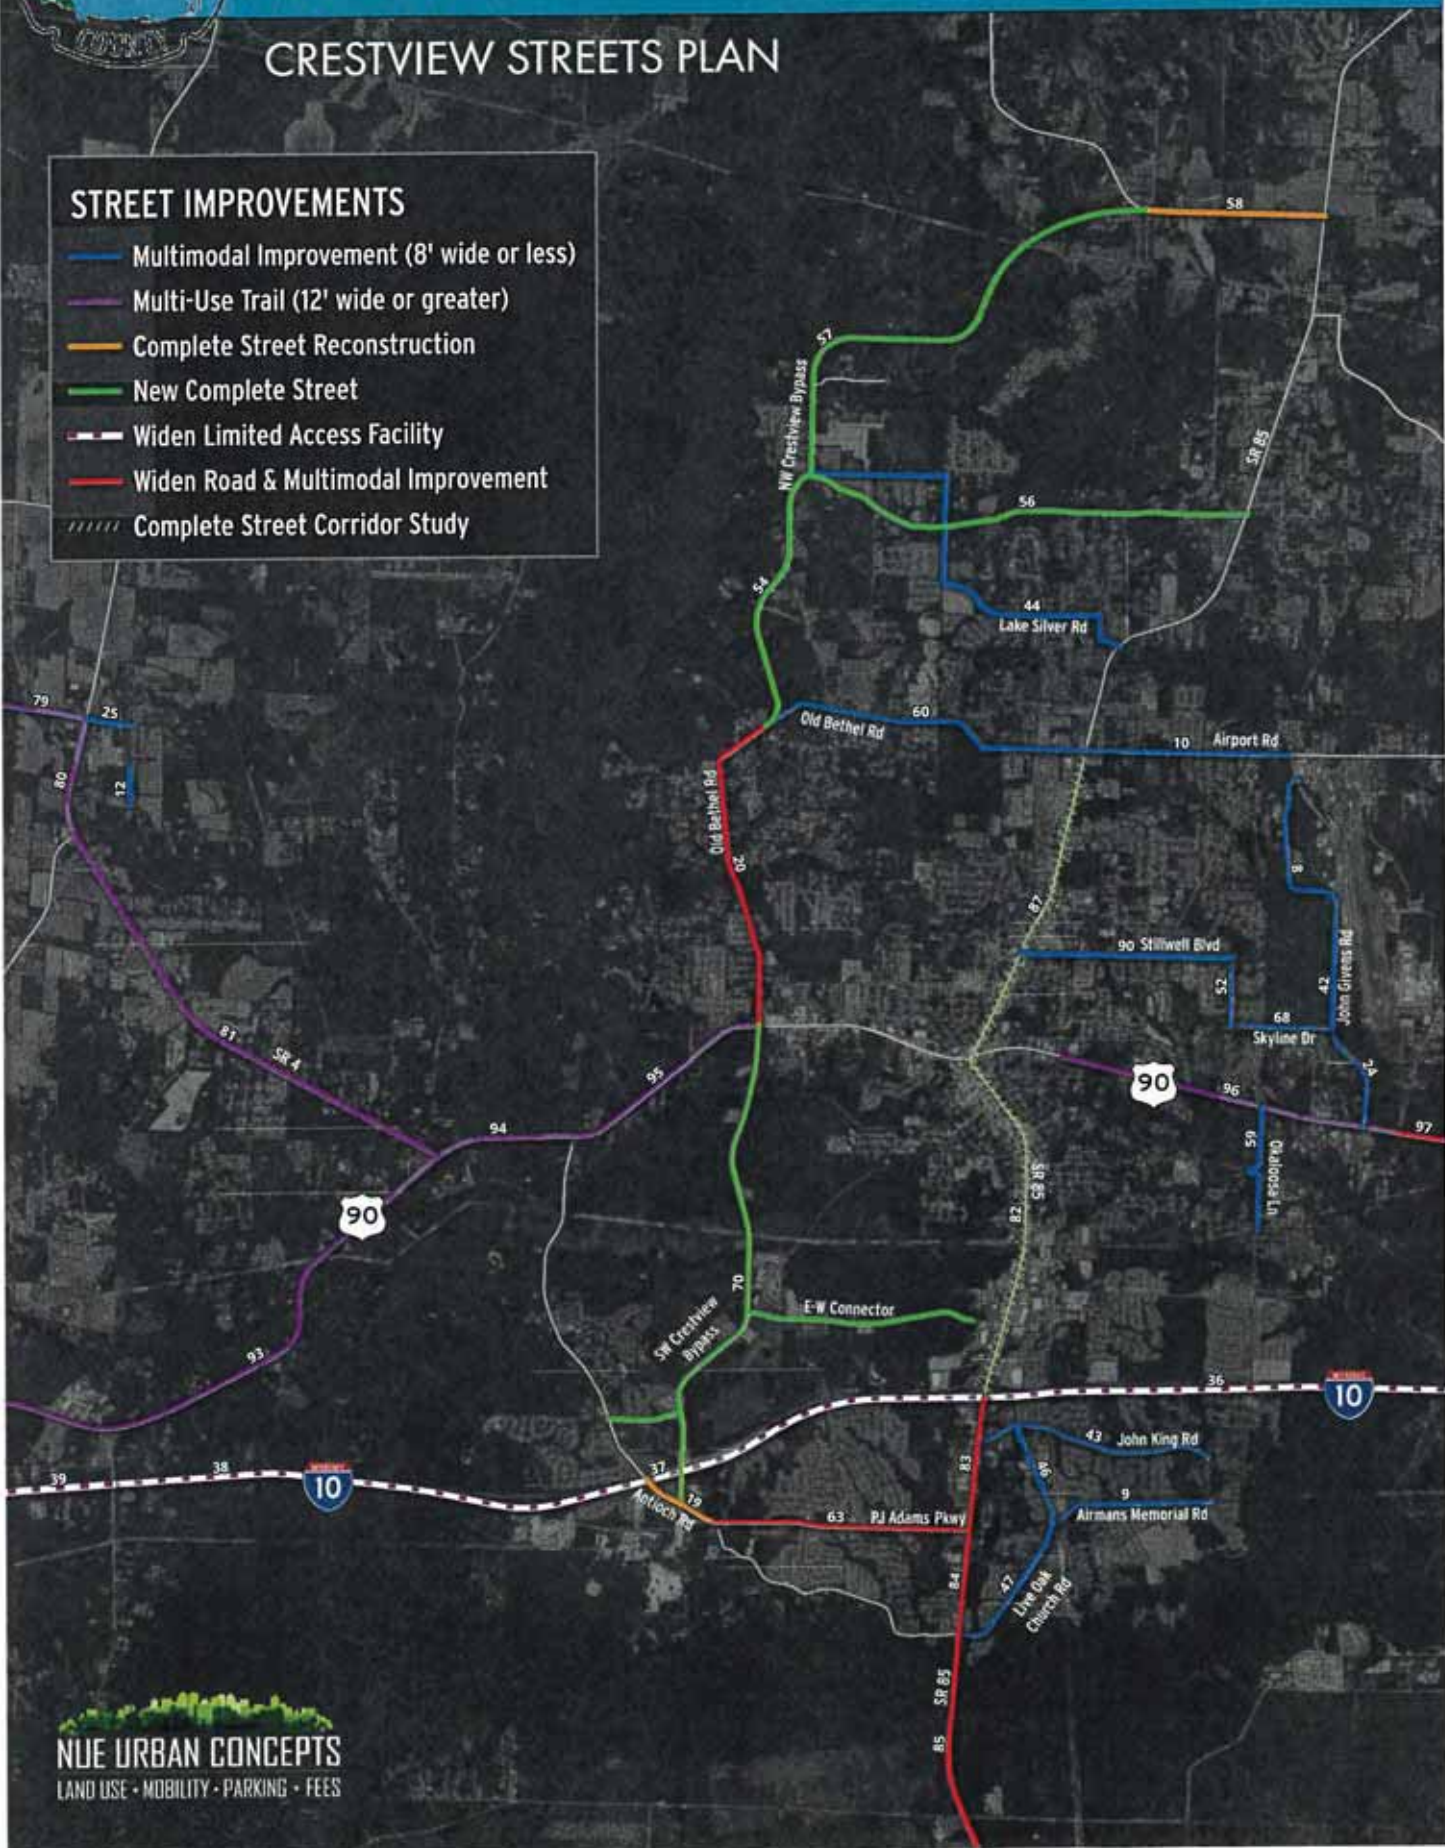 COUNTY
CRESTVIEW STREETS PLAN
STREET IMPROVEMENTS
Multimodal Improvement (8' wide or less)
Multi-Use Trail (12' wide or greater)
Complete Street Reconstruction
New Complete Street
Widen Limited Access Facility
Widen Road & Multimodal Improvement
Complete Street Corridor Study
58
57
NW Crestview Bypass
SR 85
56
54
44
Lake Silver Rd
79
25
80
12
60
Old Bethel Rd
10
Airport Rd
Old Bethel Rd
20
8
87
90 Stillwell Blvd
52
42
John Givens Rd
68
Skyline Dr
24
81
SR 4
95
90
96
97
94
59
Okaloosa Ln
SR 85
82
90
70
E-W Connector
SW Crestview
Bypass
93
36
10
39
38
10
37
19
Antioch Rd
63
PJ Adams Pkwy
83
43
John King Rd
46
9
Airmans Memorial Rd
84
47
Live Oak
Church Rd
SR 85
85
NUE URBAN CONCEPTS
LAND USE • MOBILITY • PARKING • FEES